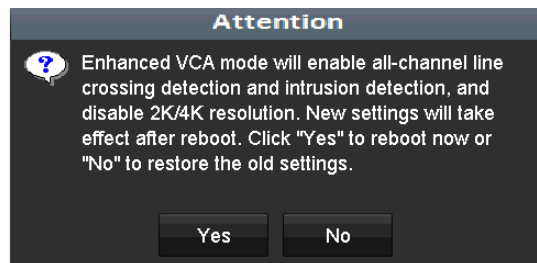 Attention
?
Enhanced VCA mode will enable all-channel line
crossing detection and intrusion detection, and
disable 2K/4K resolution. New settings will take
effect after reboot. Click "Yes" to reboot now or
"No" to restore the old settings.
Yes
No